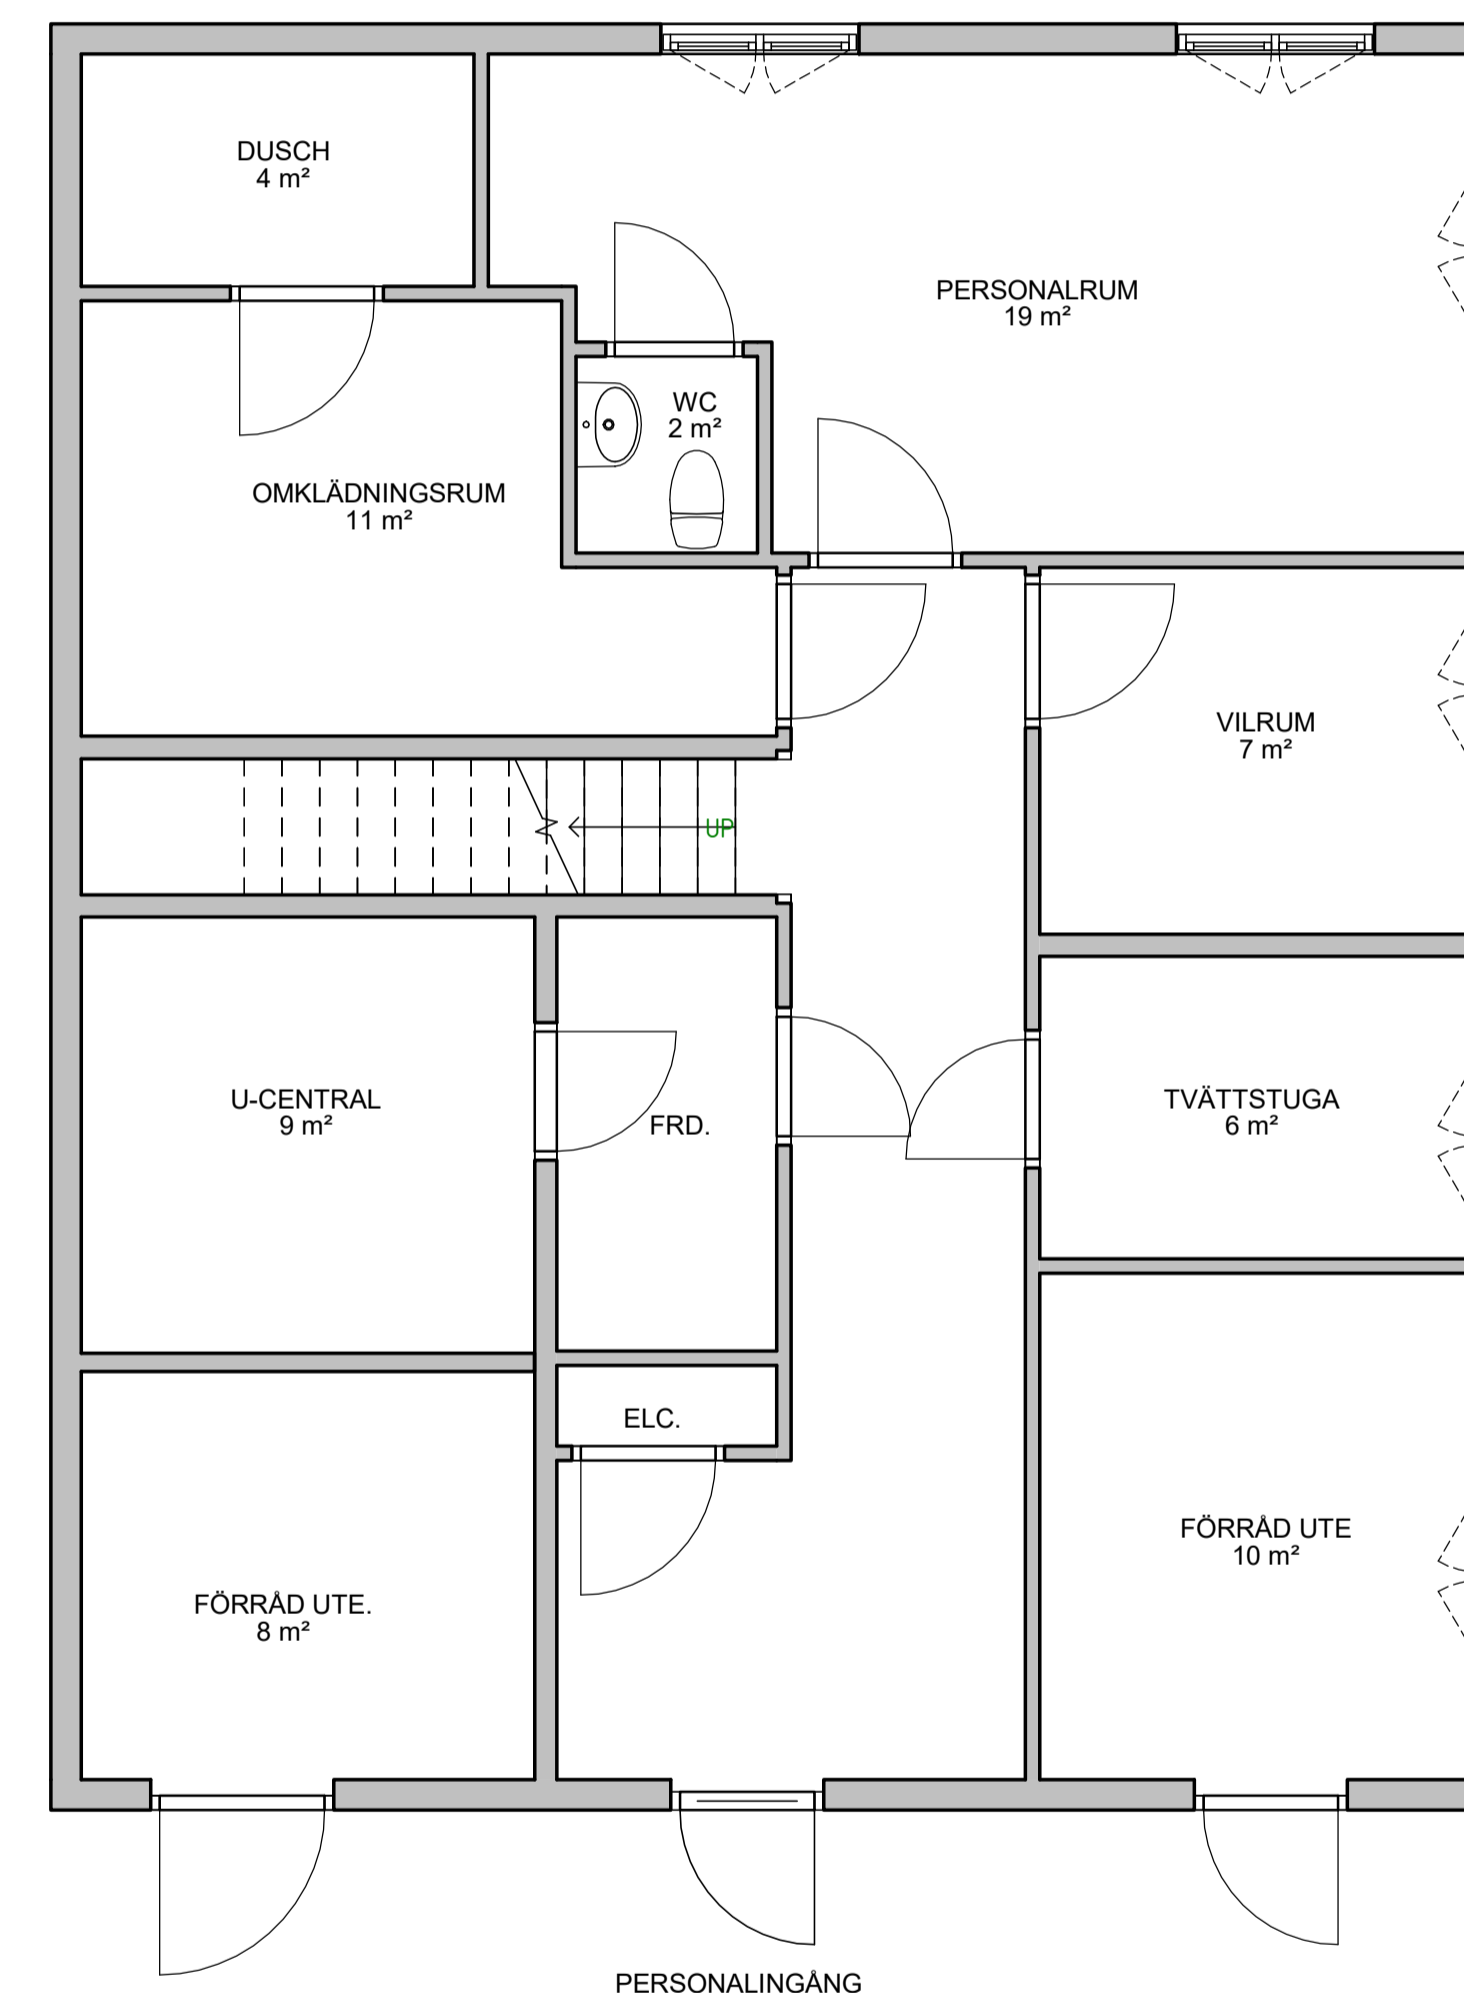 DUSCH
4 m²
PERSONALRUM
19 m²
WC
2 m²
OMKLÄDNINGSRUM
11 m²
VILRUM
7 m²
UP
U-CENTRAL
9 m²
FRD.
TVÄTTSTUGA
6 m²
ELC.
FÖRRÅD UTE
10 m²
FÖRRÅD UTE.
8 m²
PERSONALINGÅNG